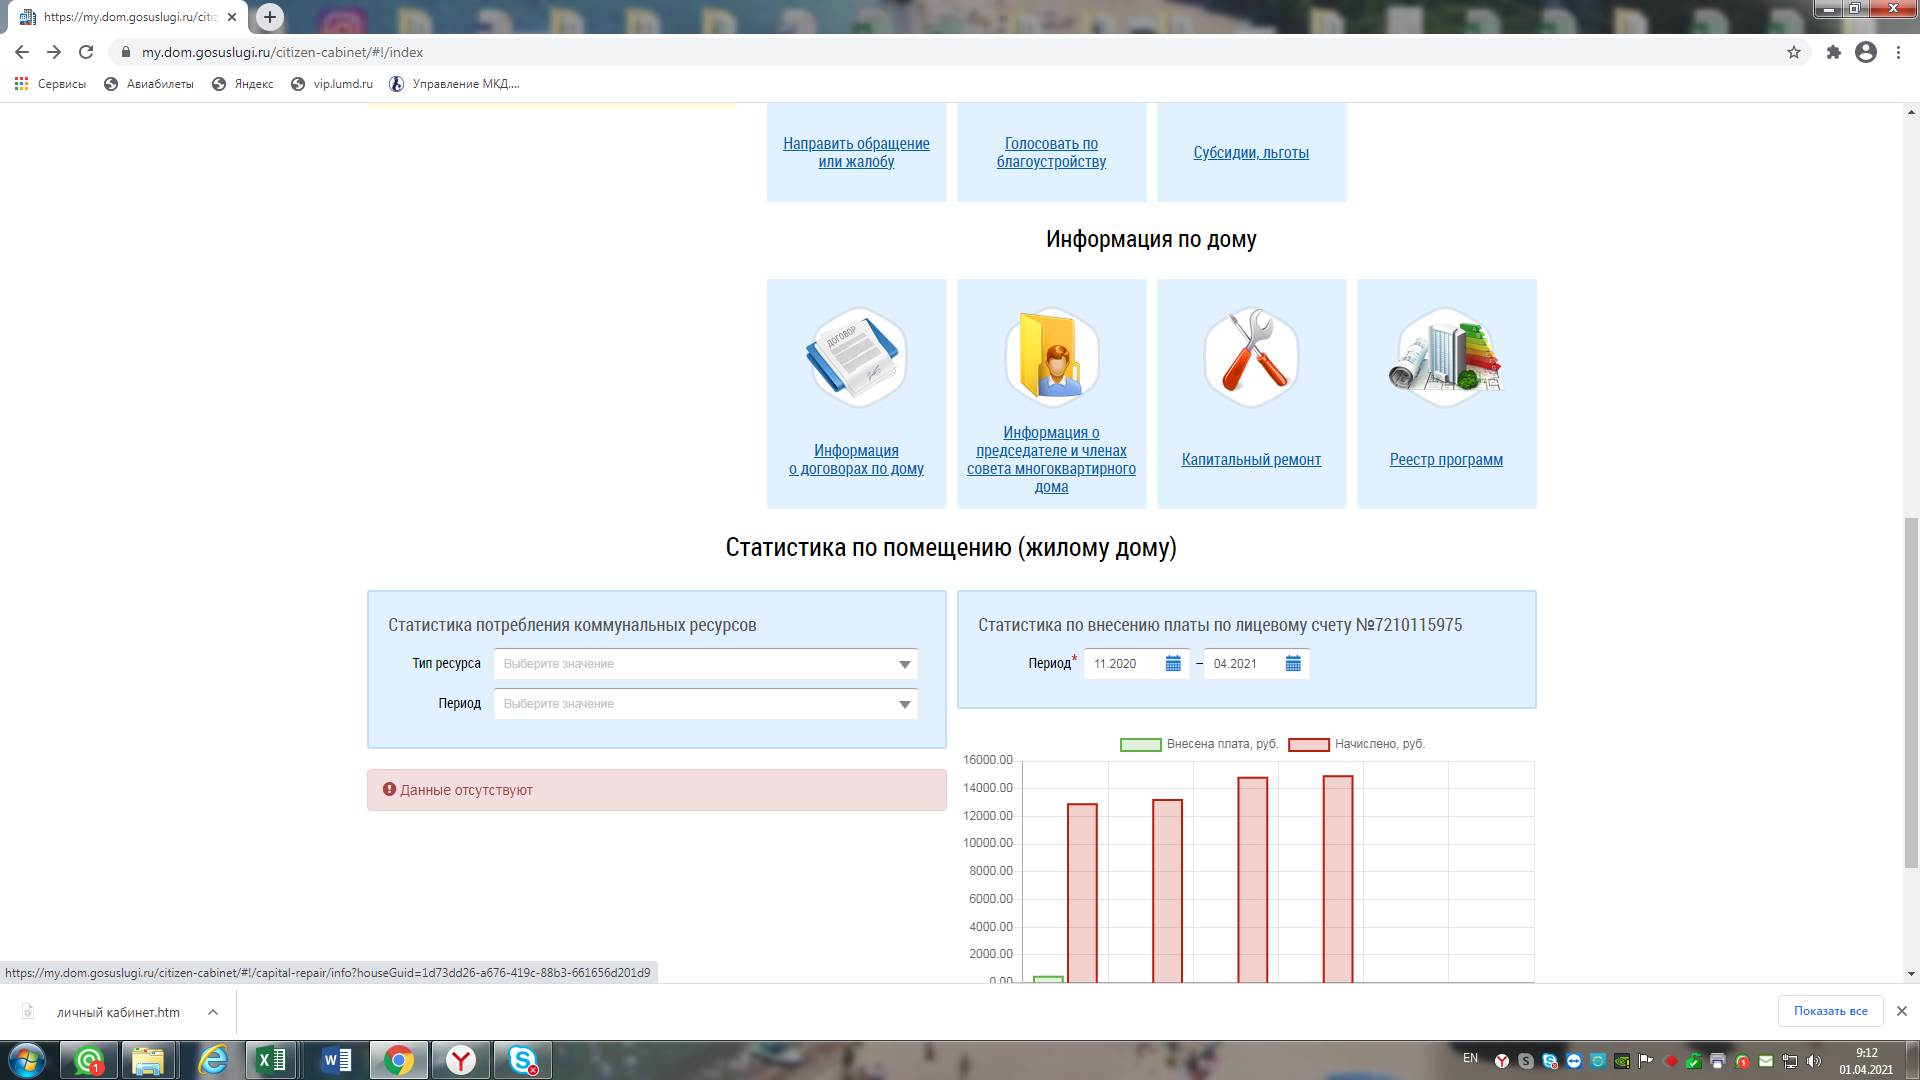 https://my.dom.gosuslugi.ru/citiz
my.dom.gosuslugi.ru/citizen-cabinet/#!/index
Сервисы
Авиабилеты
Яндекс
vip.lumd.ru
Управление МКД....
Направить обращение
или жалобу
Голосовать по
благоустройству
Субсидии, льготы
Информация по дому
ДОГОВОР
Информация
о договорах по дому
Информация о
председателе и членах
совета многоквартирного
дома
Капитальный ремонт
Реестр программ
Статистика по помещению (жилому дому)
Статистика потребления коммунальных ресурсов
Тип ресурса
Выберите значение
Период
Выберите значение
Данные отсутствуют
Статистика по внесению платы по лицевому счету №7210115975
Период*
11.2020
–
04.2021
Внесена плата, руб.
Начислено, руб.
16000.00
14000.00
12000.00
10000.00
8000.00
6000.00
4000.00
2000.00
0.00
https://my.dom.gosuslugi.ru/citizen-cabinet/#!/capital-repair/info?houseGuid=1d73dd26-a676-419c-88b3-661656d201d9
личный кабинет.htm
Показать все
1
EN
9:12
01.04.2021